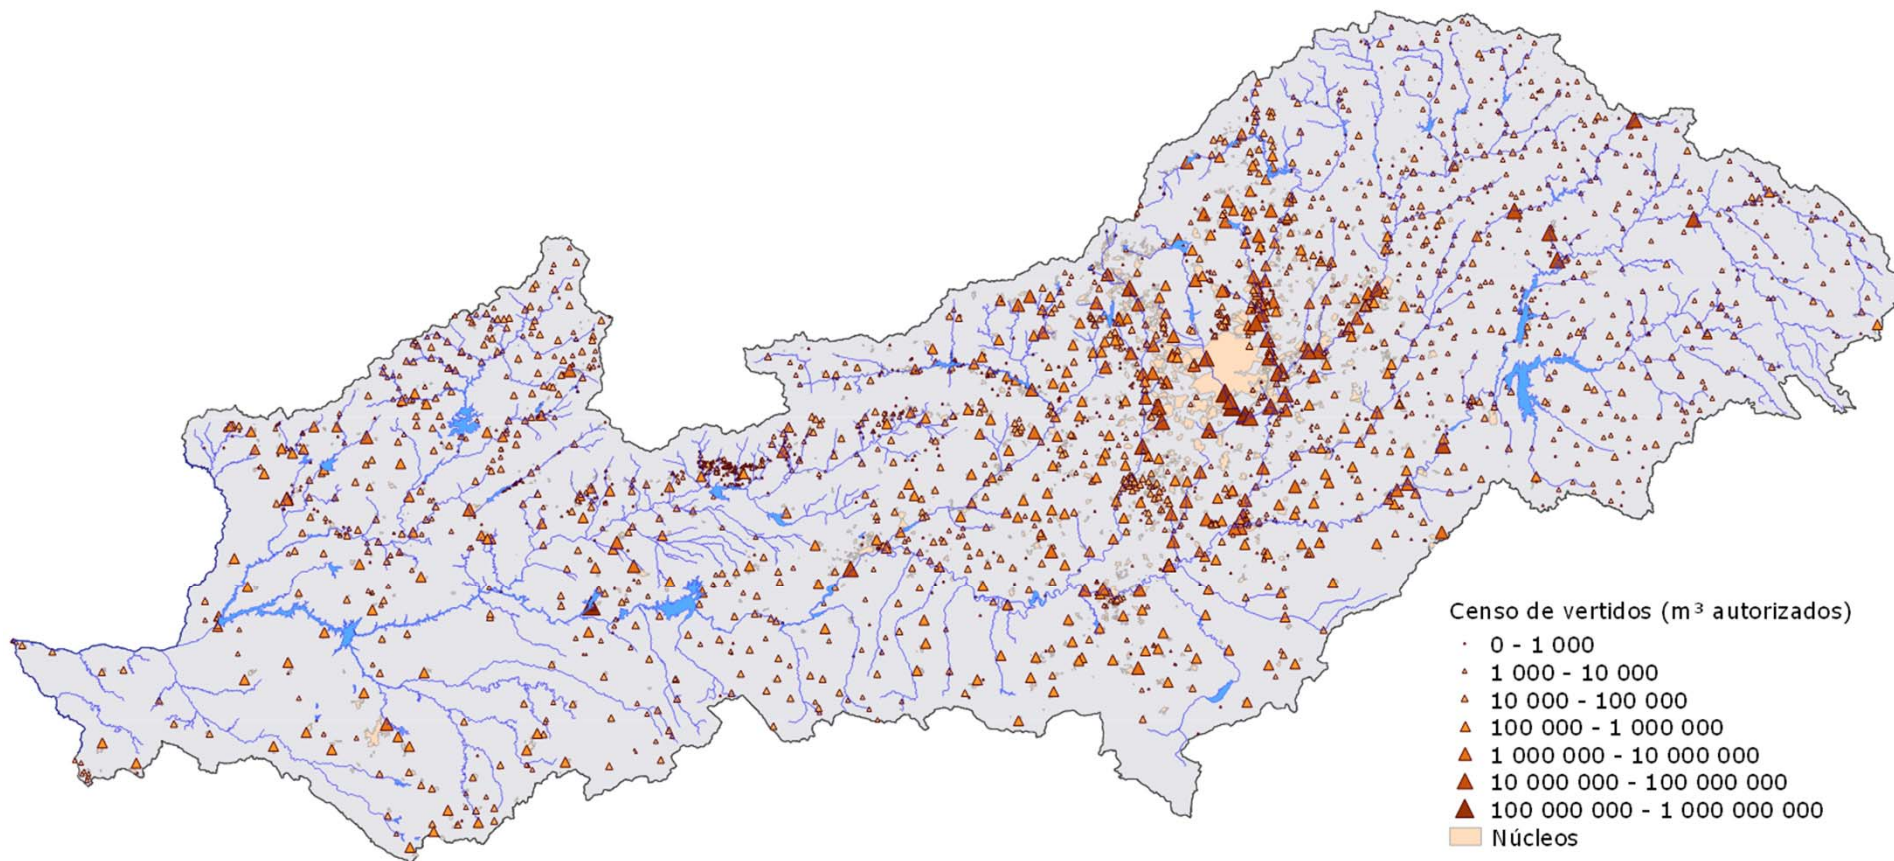 Censo de vertidos (m³ autorizados)
0 - 1 000
1 000 - 10 000
10 000 - 100 000
100 000 - 1 000 000
1 000 000 - 10 000 000
10 000 000 - 100 000 000
100 000 000 - 1 000 000 000
Núcleos